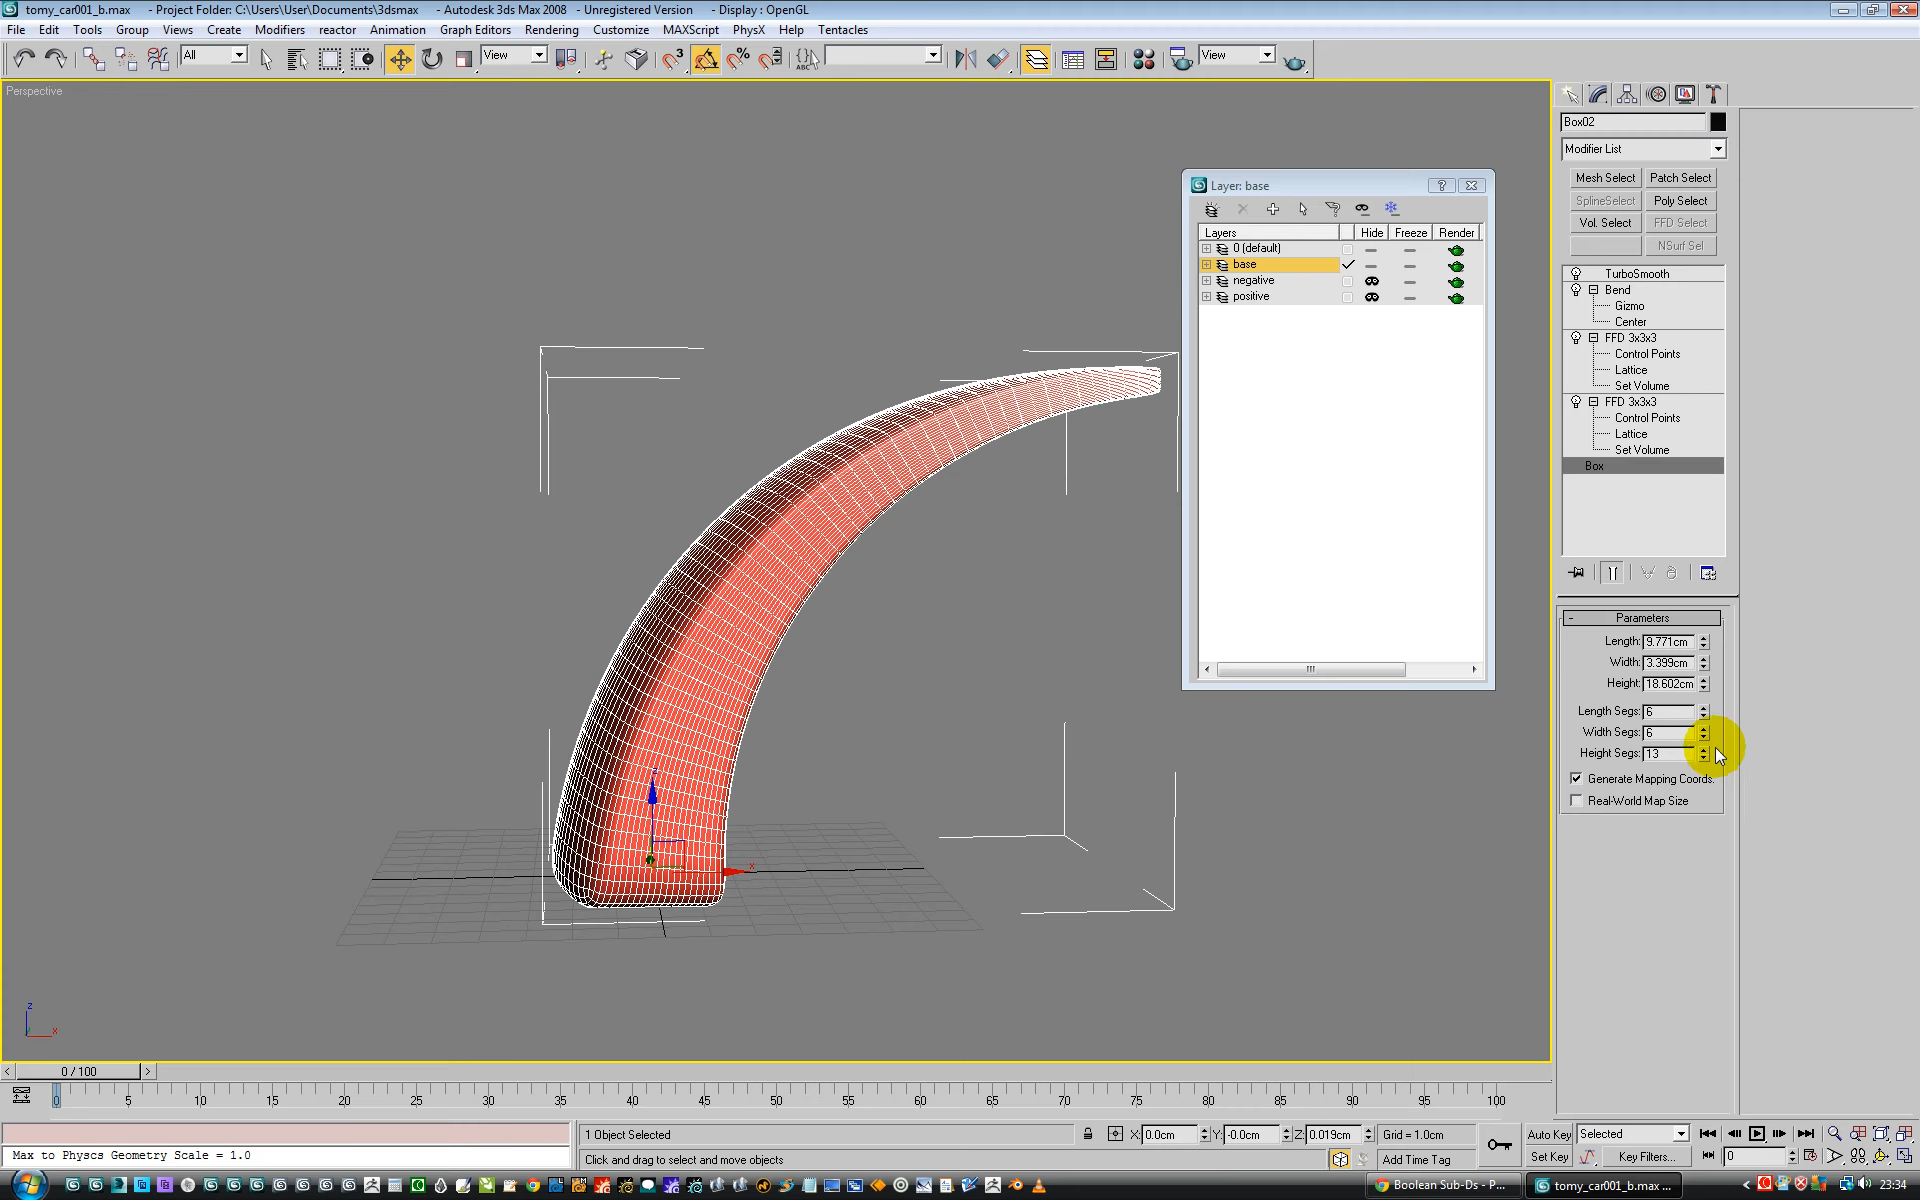 tomy_car001_b.max - Project Folder: C:\Users\User\Documents\3dsmax - Autodesk 3ds Max 2008 - Unregistered Version - Display : OpenGL
File Edit Tools Group Views Create Modifiers reactor Animation Graph Editors Rendering Customize MAXScript PhysX Help Tentacles
All View 3 % ABC View
Perspective
Layer: base
Layers Hide Freeze Render
0 (default)
base
negative
positive
Box02
Modifier List
Mesh Select Patch Select
SplineSelect Poly Select
Vol. Select FFD Select
NSurf Sel
TurboSmooth
Bend
Gizmo
Center
FFD 3x3x3
Control Points
Lattice
Set Volume
FFD 3x3x3
Control Points
Lattice
Set Volume
Box
- Parameters
Length: 9.771cm
Width: 3.399cm
Height: 18.602cm
Length Segs: 6
Width Segs: 6
Height Segs: 13
Generate Mapping Coords.
Real-World Map Size
z
x
z
x
< 0 / 100 >
0 5 10 15 20 25 30 35 40 45 50 55 60 65 70 75 80 85 90 95 100
1 Object Selected X: 0.0cm Y: -0.0cm Z: 0.019cm Grid = 1.0cm Auto Key Selected
Max to Physcs Geometry Scale = 1.0 Click and drag to select and move objects Add Time Tag Set Key Key Filters... 0
Boolean Sub-Ds - P... tomy_car001_b.max ... 23:34